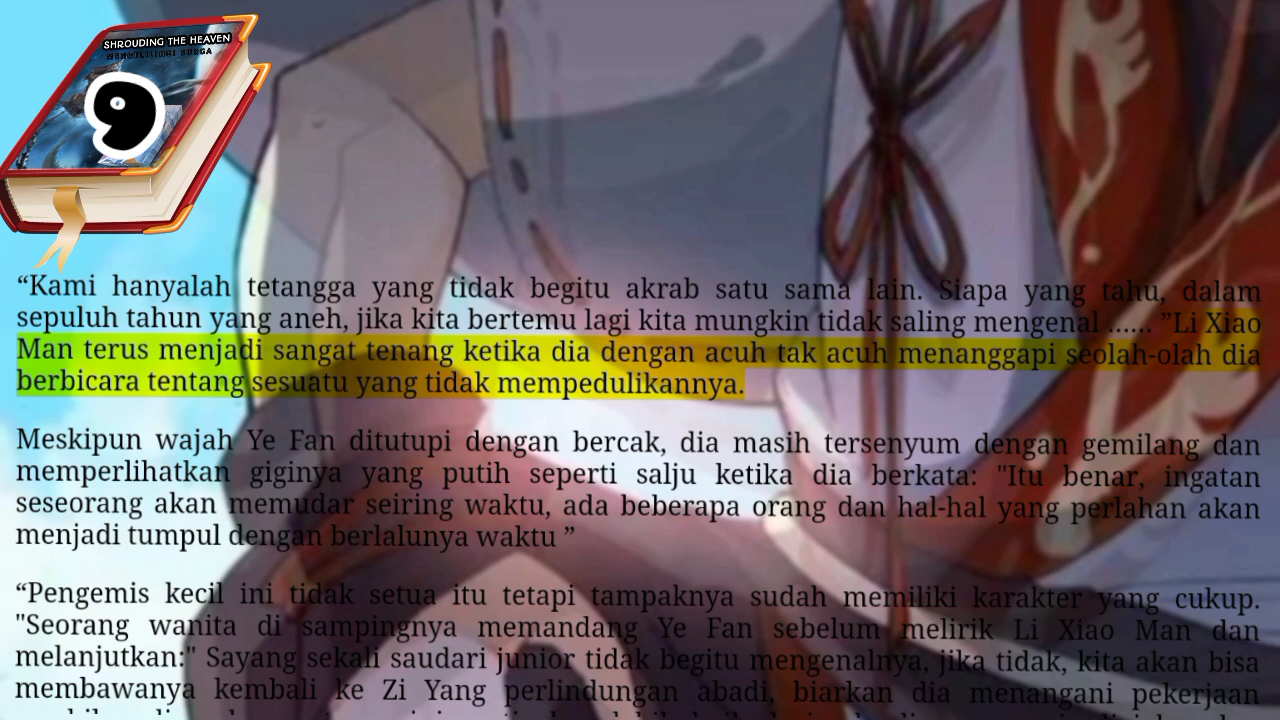 SHROUDING THE HEAVEN
9
“Kami hanyalah tetangga yang tidak begitu akrab satu sama lain. Siapa yang tahu, dalam
sepuluh tahun yang aneh, jika kita bertemu lagi kita mungkin tidak saling mengenal ...... ”Li Xiao
Man terus menjadi sangat tenang ketika dia dengan acuh tak acuh menanggapi seolah-olah dia
berbicara tentang sesuatu yang tidak mempedulikannya.
Meskipun wajah Ye Fan ditutupi dengan bercak, dia masih tersenyum dengan gemilang dan
memperlihatkan giginya yang putih seperti salju ketika dia berkata: "Itu benar, ingatan
seseorang akan memudar seiring waktu, ada beberapa orang dan hal-hal yang perlahan akan
menjadi tumpul dengan berlalunya waktu ”
“Pengemis kecil ini tidak setua itu tetapi tampaknya sudah memiliki karakter yang cukup.
"Seorang wanita di sampingnya memandang Ye Fan sebelum melirik Li Xiao Man dan
melanjutkan:" Sayang sekali saudari junior tidak begitu mengenalnya, jika tidak, kita akan bisa
membawanya kembali ke Zi Yang perlindungan abadi, biarkan dia menangani pekerjaan